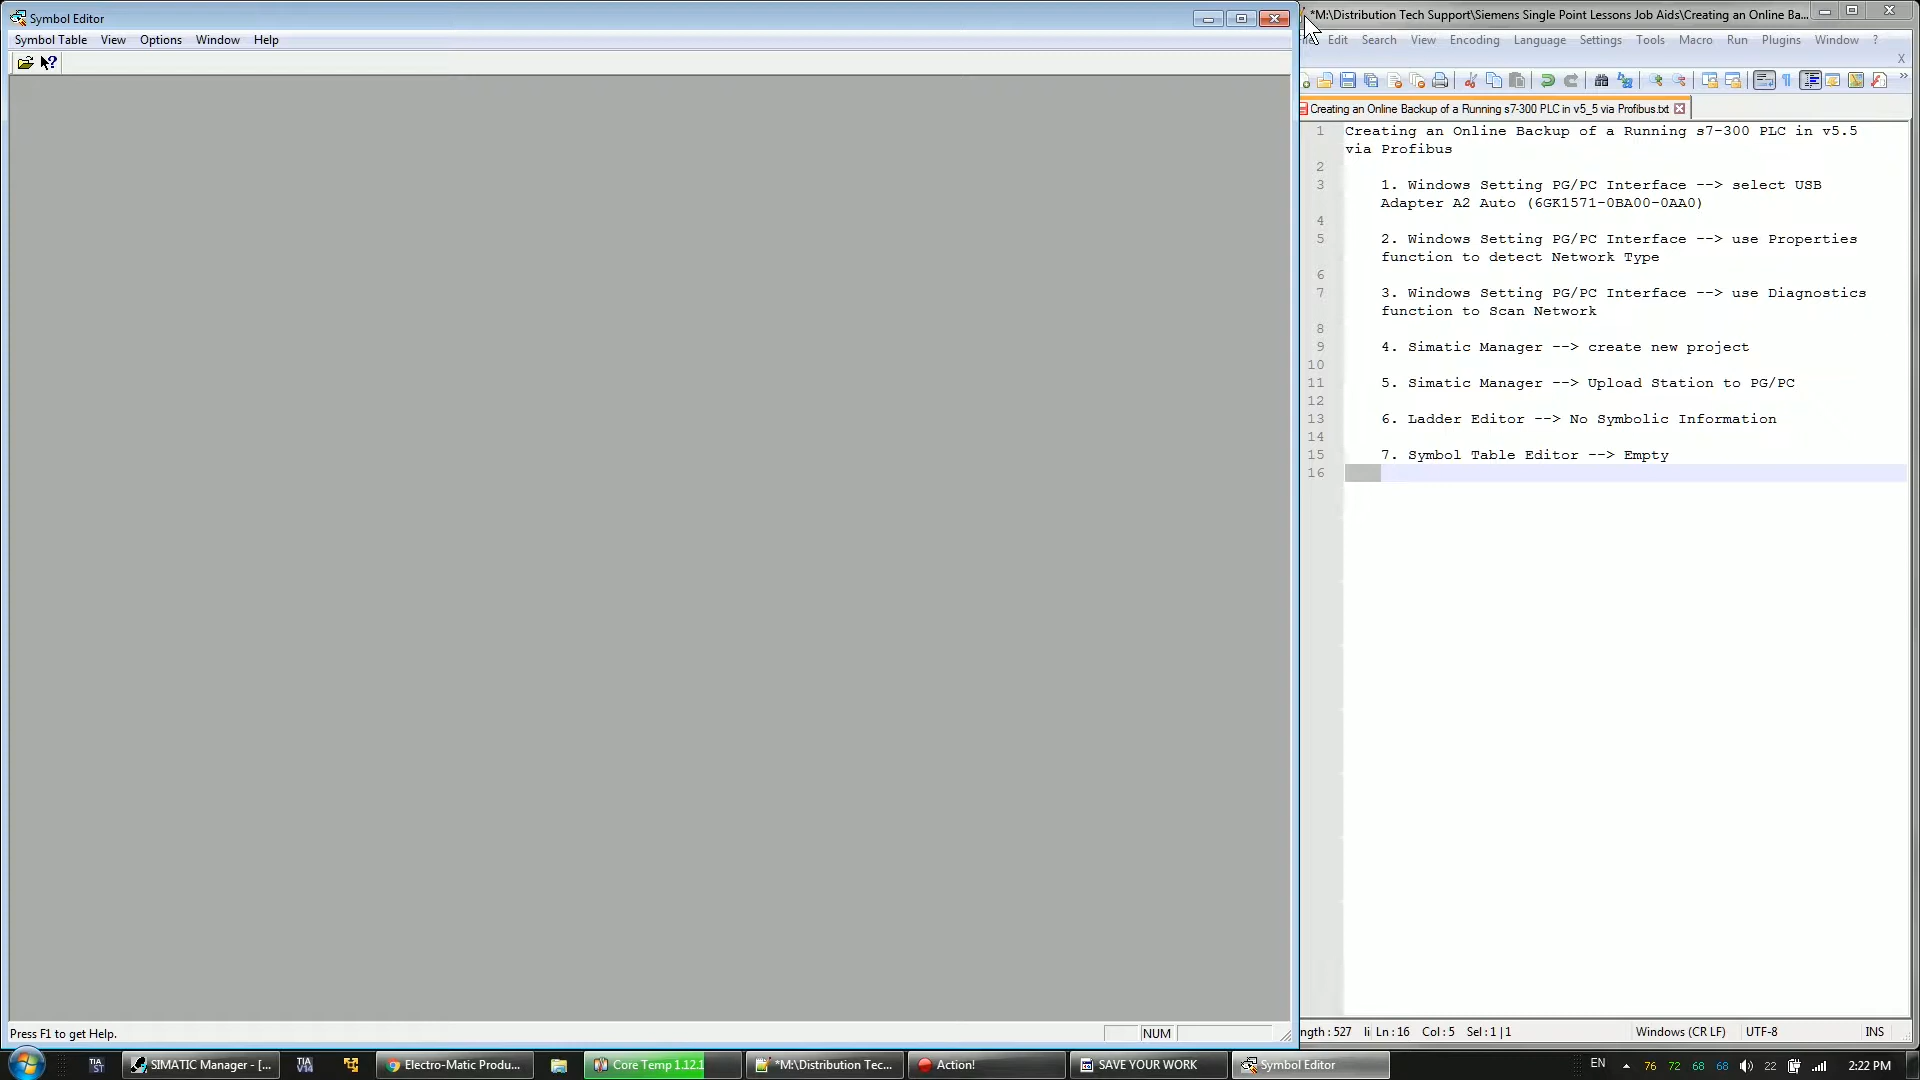 Symbol Editor
Symbol Table View Options Window Help
Press F1 to get Help.
NUM
*M:\Distribution Tech Support\Siemens Single Point Lessons Job Aids\Creating an Online Ba...
Edit Search View Encoding Language Settings Tools Macro Run Plugins Window ?
X
Creating an Online Backup of a Running s7-300 PLC in v5_5 via Profibus.txt
1 Creating an Online Backup of a Running s7-300 PLC in v5.5
via Profibus
2
3 1. Windows Setting PG/PC Interface --> select USB
Adapter A2 Auto (6GK1571-0BA00-0AA0)
4
5 2. Windows Setting PG/PC Interface --> use Properties
function to detect Network Type
6
7 3. Windows Setting PG/PC Interface --> use Diagnostics
function to Scan Network
8
9 4. Simatic Manager --> create new project
10
11 5. Simatic Manager --> Upload Station to PG/PC
12
13 6. Ladder Editor --> No Symbolic Information
14
15 7. Symbol Table Editor --> Empty
16
ngth : 527 li Ln : 16 Col : 5 Sel : 1 | 1 Windows (CR LF) UTF-8 INS
TIA ST SIMATIC Manager - [... TIA V14 Electro-Matic Produ... Core Temp 1.12.1 *M:\Distribution Tec... Action! SAVE YOUR WORK Symbol Editor EN 76 72 68 68 22 2:22 PM